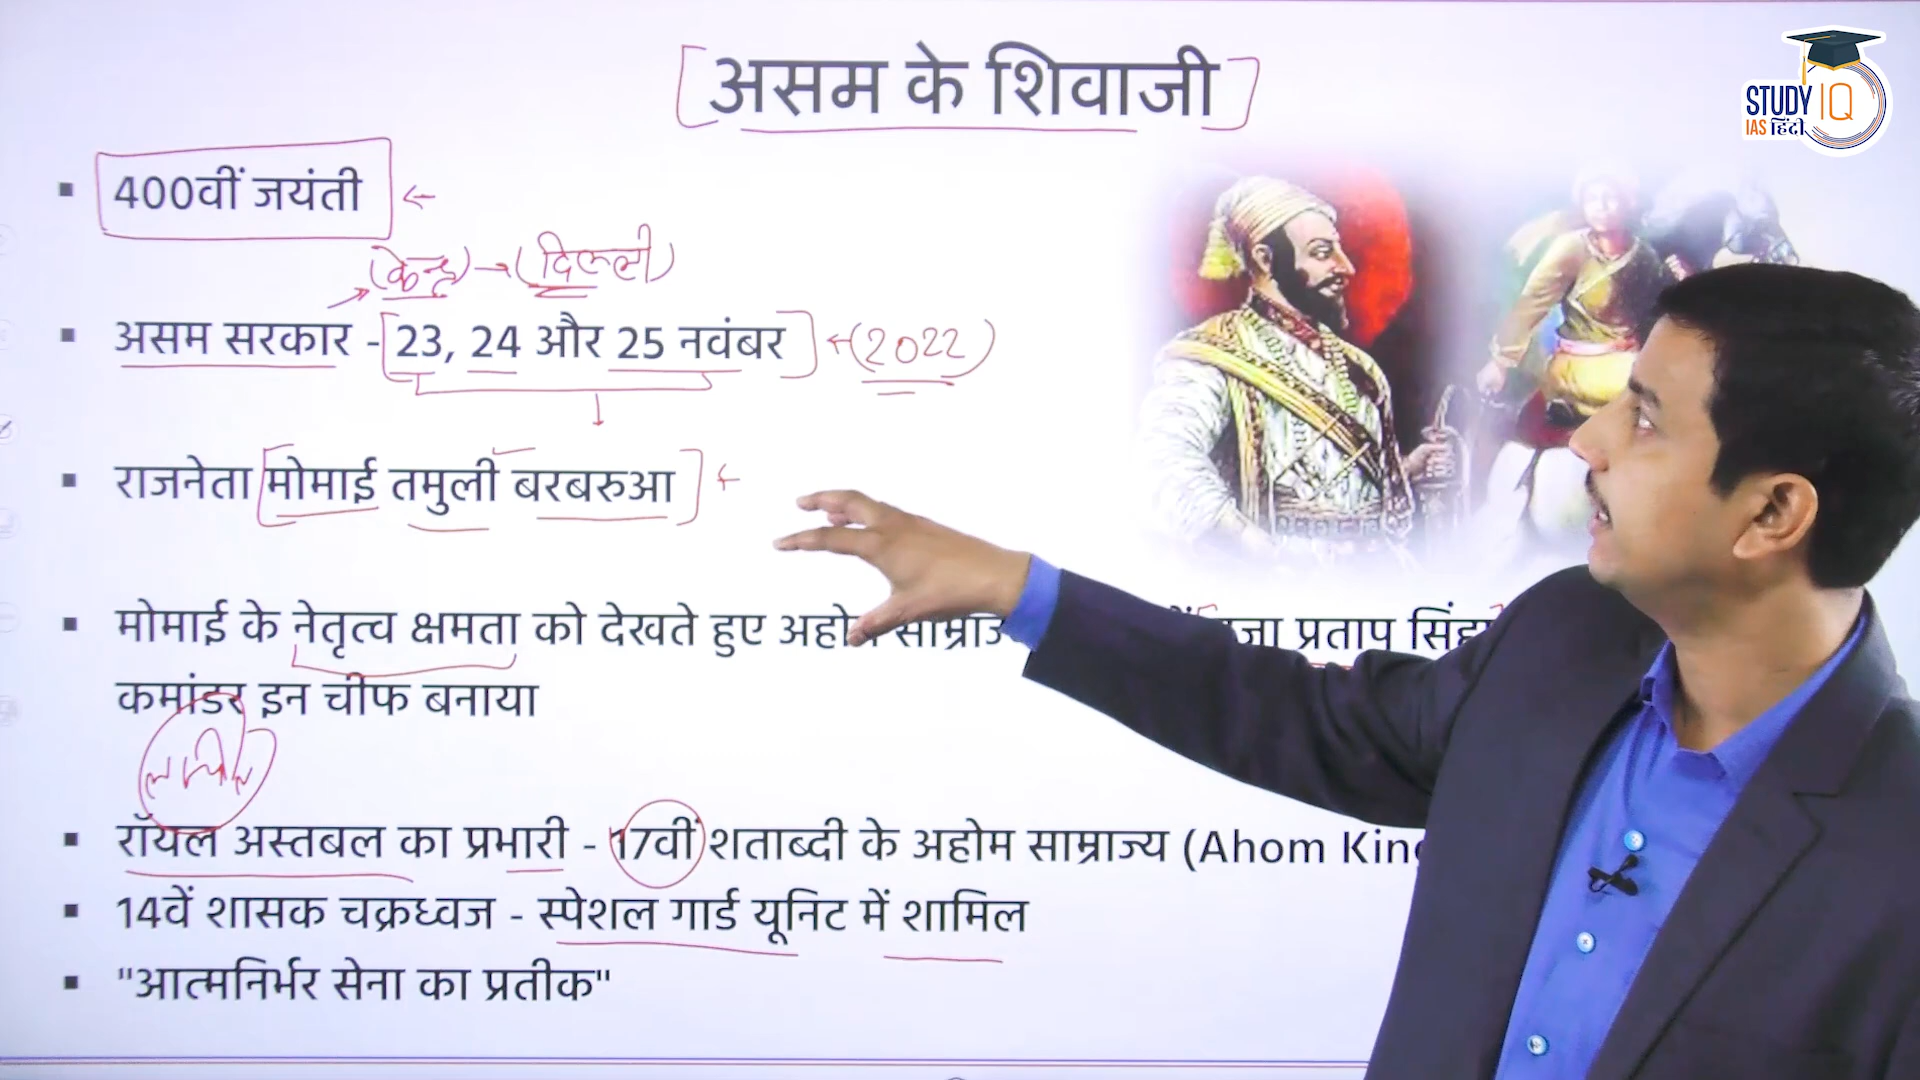 असम के शिवाजी
STUDY IQ
IAS हिंदी
400वीं जयंती
(केन्द्र) → (दिल्ली)
असम सरकार - 23, 24 और 25 नवंबर ← (2022)
राजनेता मोमाई तमुली बरबरुआ
मोमाई के नेतृत्व क्षमता को देखते हुए अहोम प्रताप सिंहा
कमांडर इन चीफ बनाया
रॉयल अस्तबल का प्रभारी - 17वीं शताब्दी के अहोम साम्राज्य (Ahom
14वें शासक चक्रध्वज - स्पेशल गार्ड यूनिट में शामिल
"आत्मनिर्भर सेना का प्रतीक"